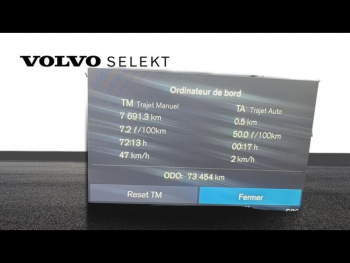 VOLVO SELEKT
Ordinateur de bord
TM Trajet Manuel TA Trajet Auto
7 691.3 km 0.5 km
7.2 ℓ/100km 50.0 ℓ/100km
72:13 h 00:17 h
47 km/h 2 km/h
ODO: 73 454 km
Reset TM Fermer